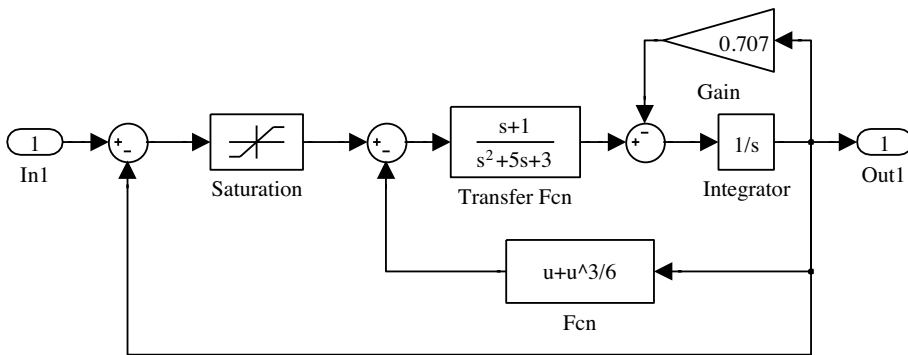 0.707
Gain
1
In1
+
-
Saturation
+
-
s+1
s²+5s+3
Transfer Fcn
-
+
1/s
Integrator
1
Out1
u+u^3/6
Fcn